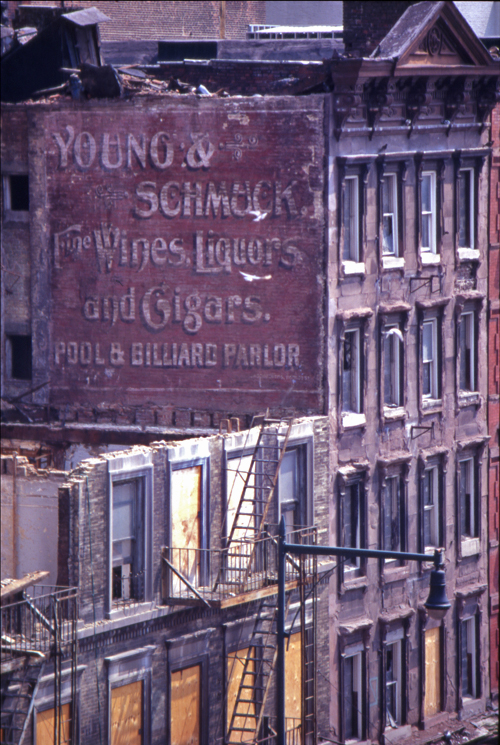 YOUNG &
SCHMUCK
Fine Wines, Liquors
and Cigars.
POOL & BILLIARD PARLOR